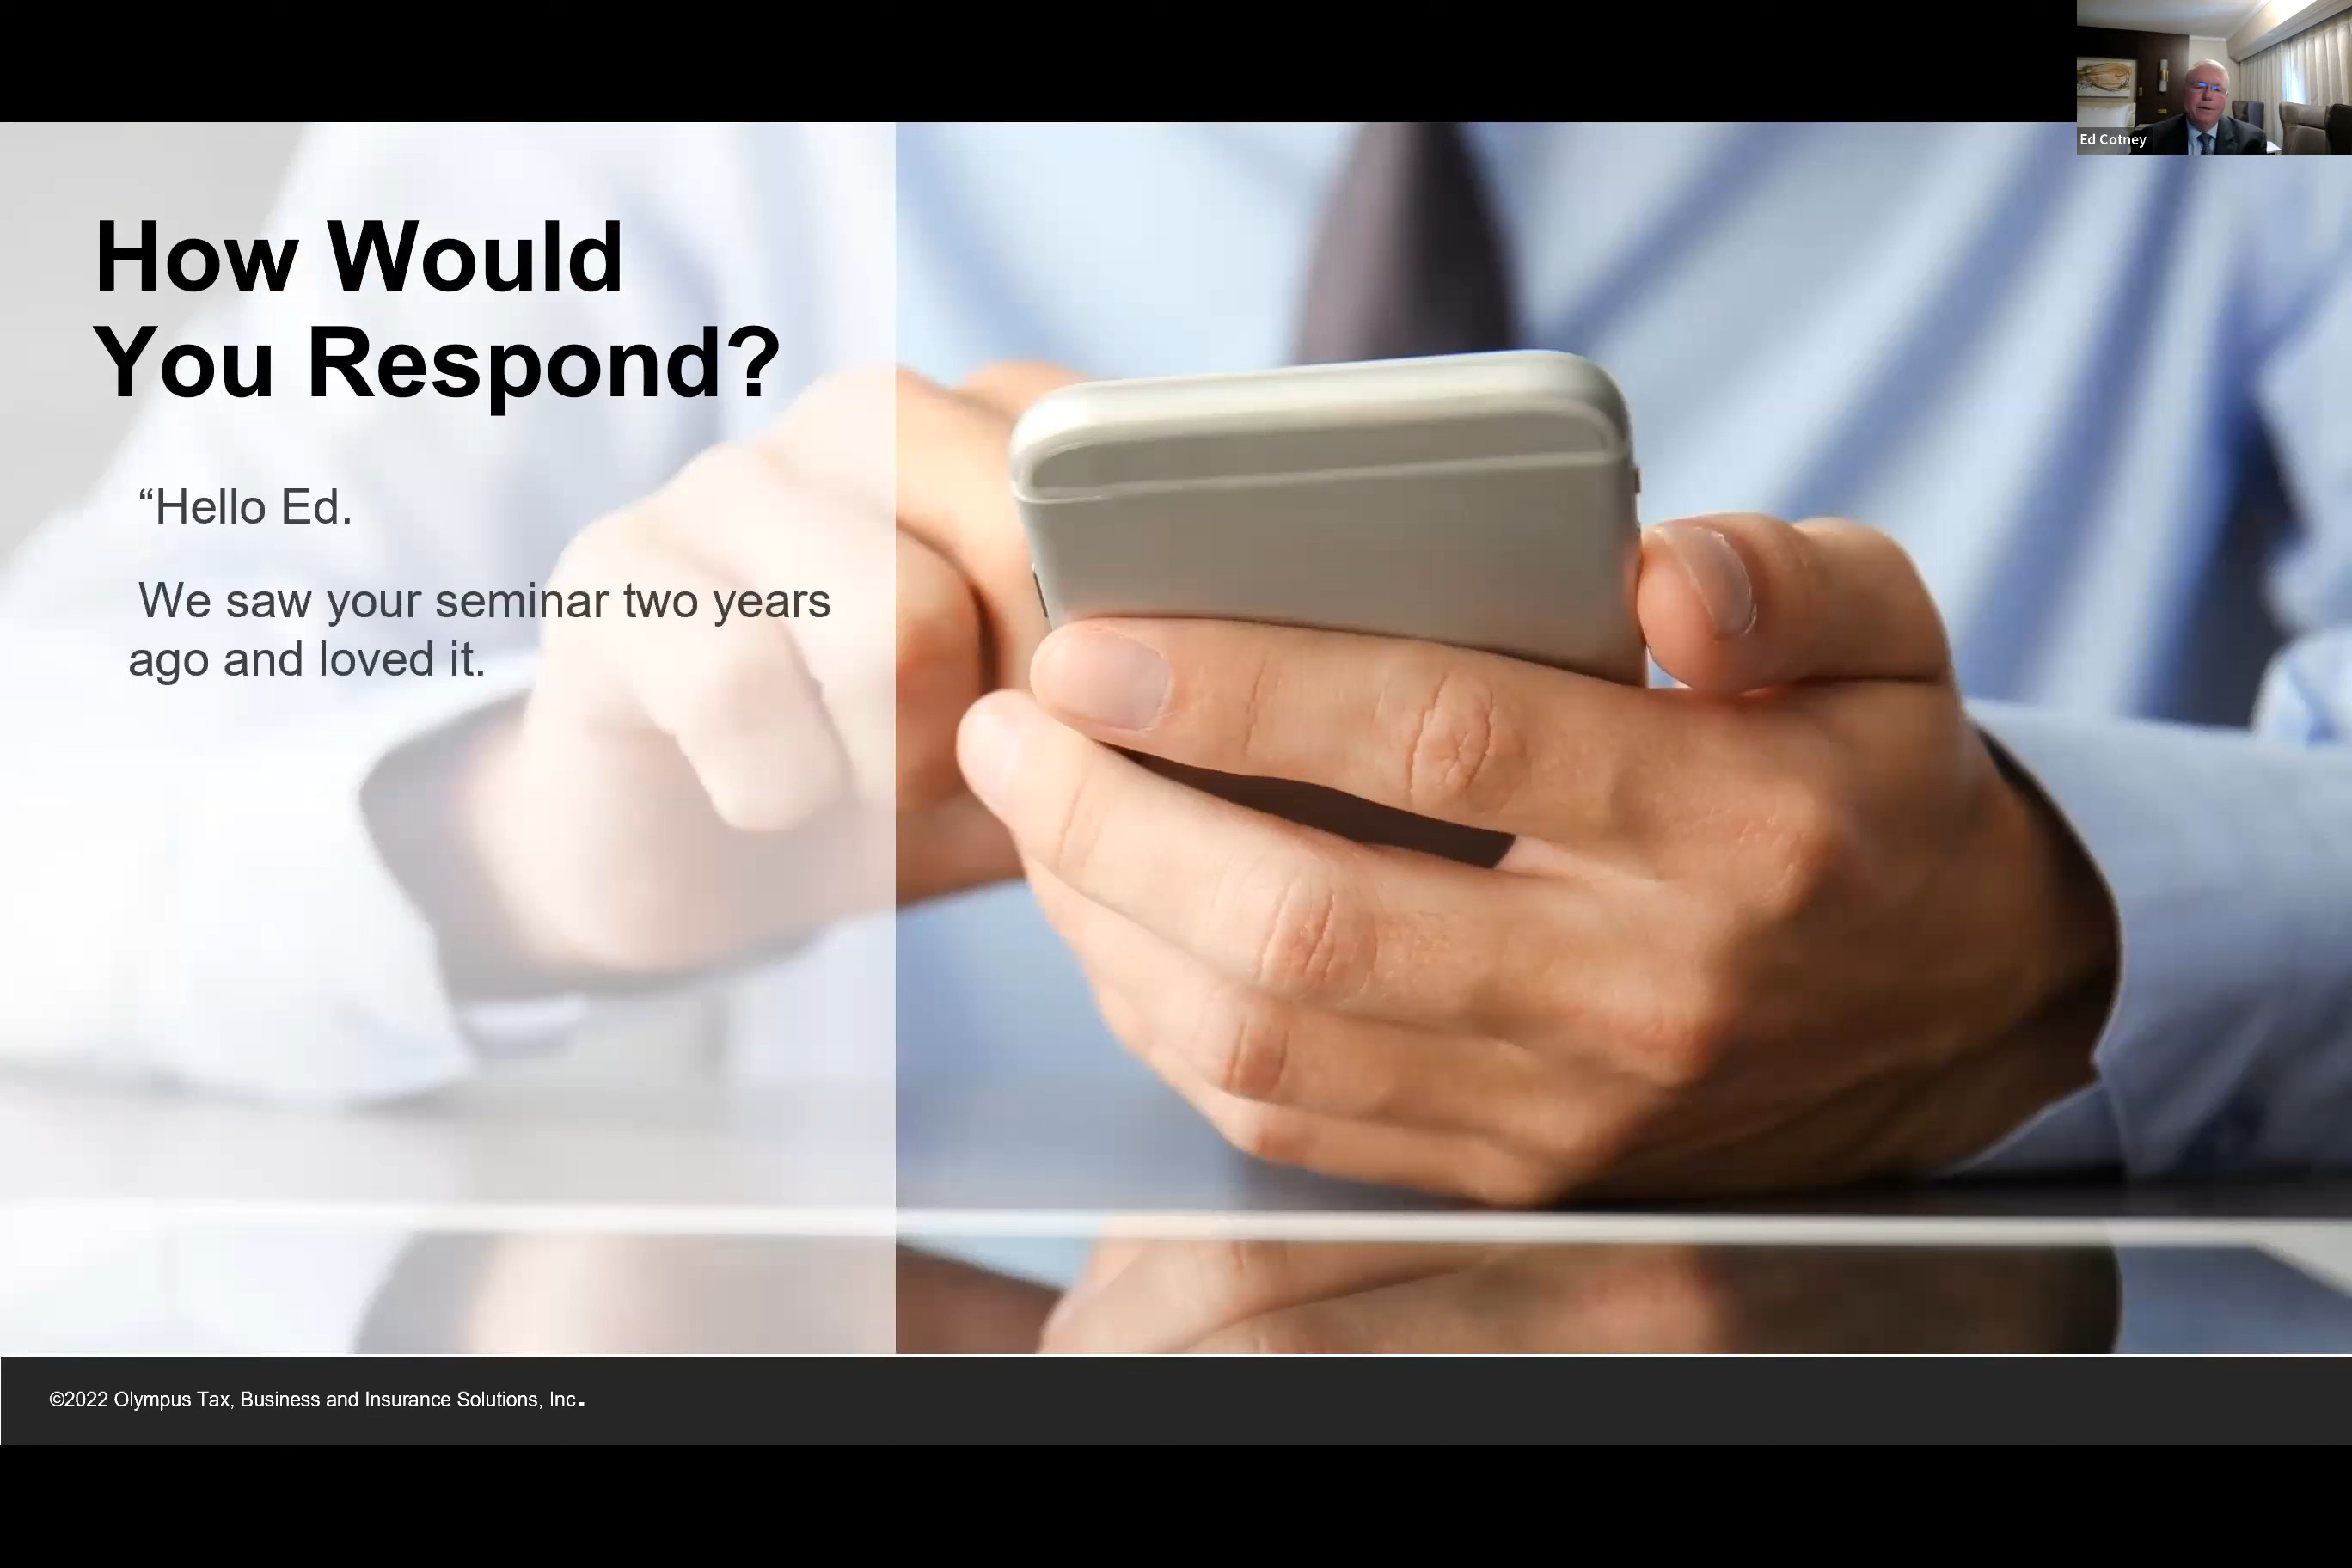 Ed Cotney
How Would
You Respond?
“Hello Ed.
We saw your seminar two years
ago and loved it.
©2022 Olympus Tax, Business and Insurance Solutions, Inc.